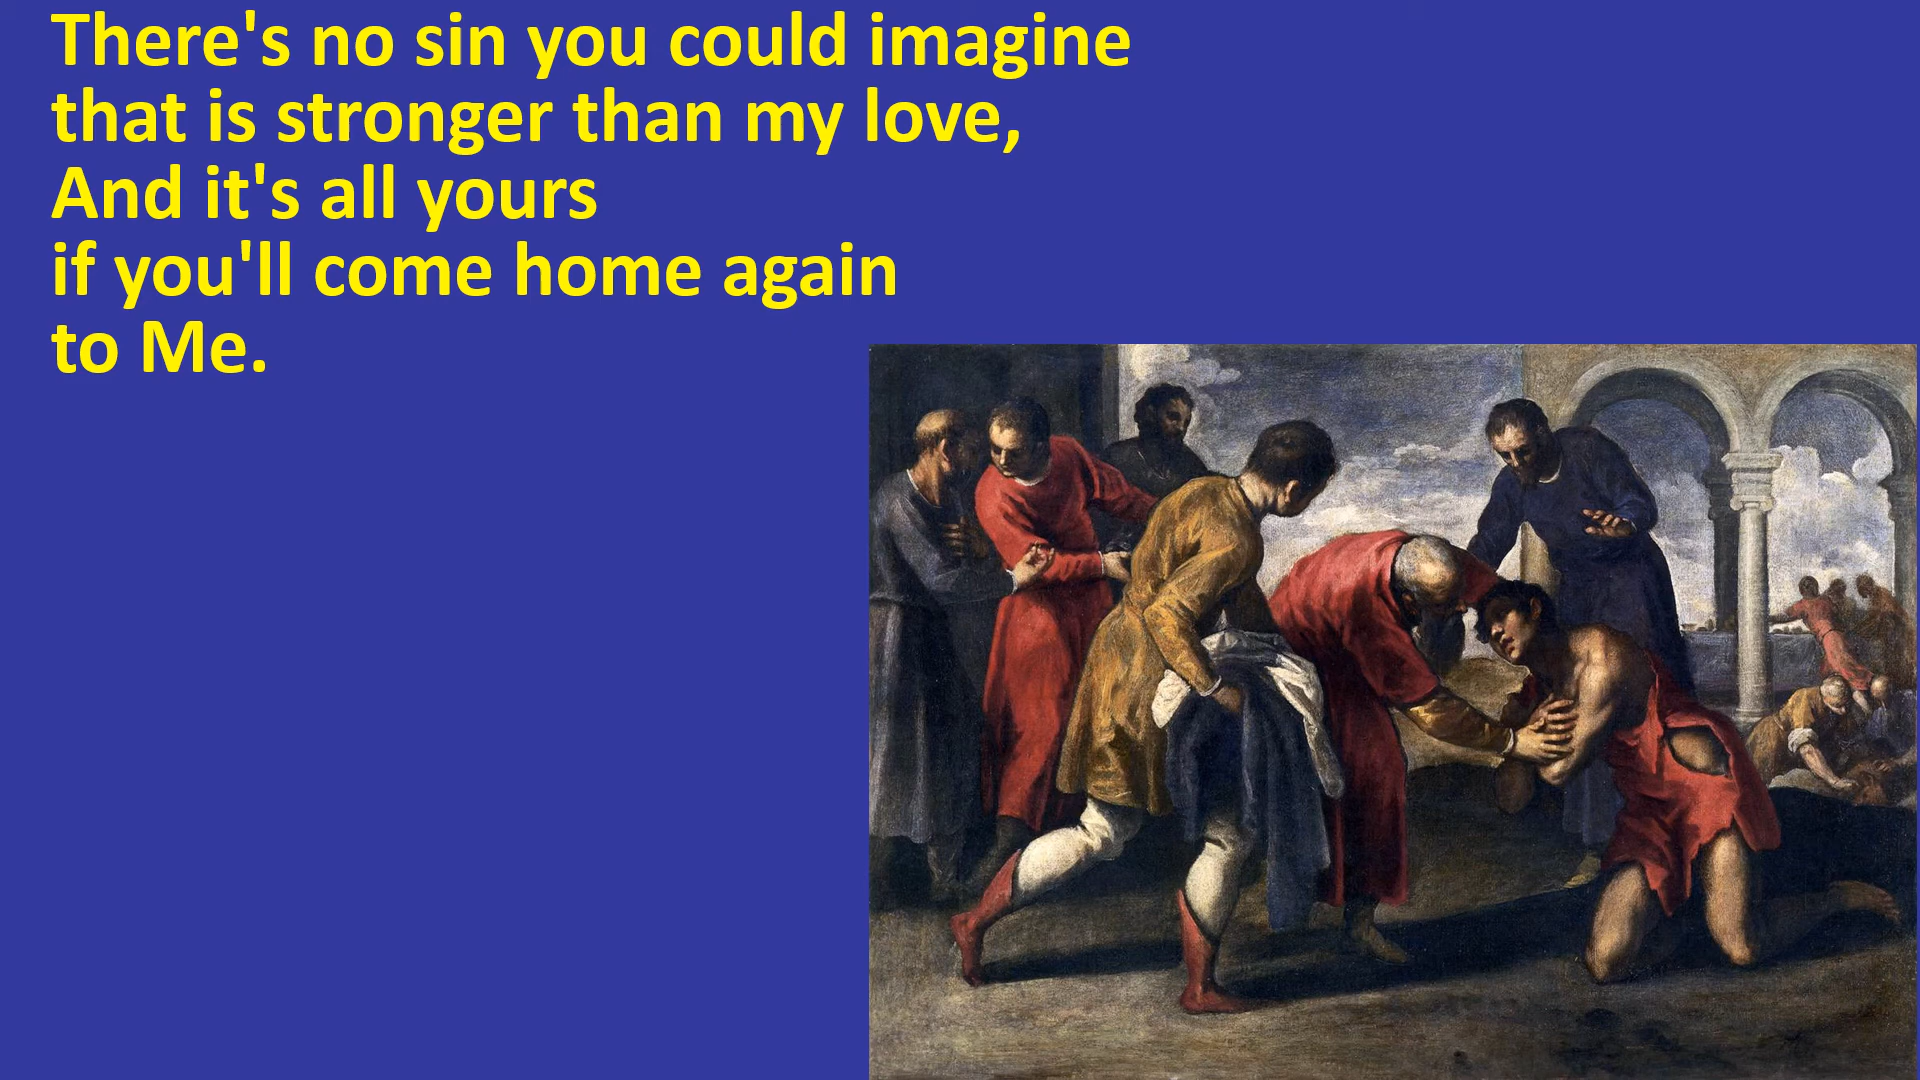 There's no sin you could imagine
that is stronger than my love,
And it's all yours
if you'll come home again
to Me.